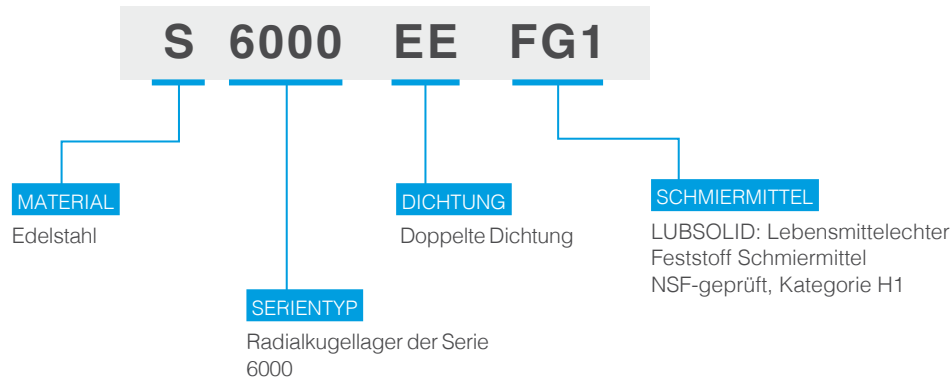 S 6000 EE FG1
MATERIAL
Edelstahl
SERIENTYP
Radialkugellager der Serie
6000
DICHTUNG
Doppelte Dichtung
SCHMIERMITTEL
LUBSOLID: Lebensmittelechter
Feststoff Schmiermittel
NSF-geprüft, Kategorie H1